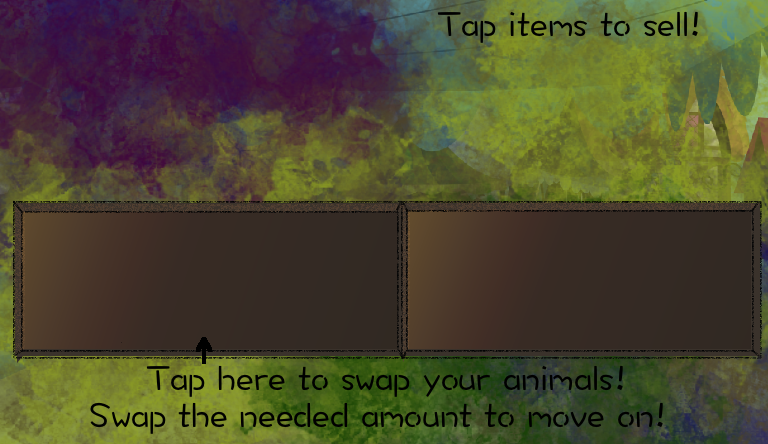 Tap items to sell!
Tap here to swap your animals!
Swap the needed amount to move on!